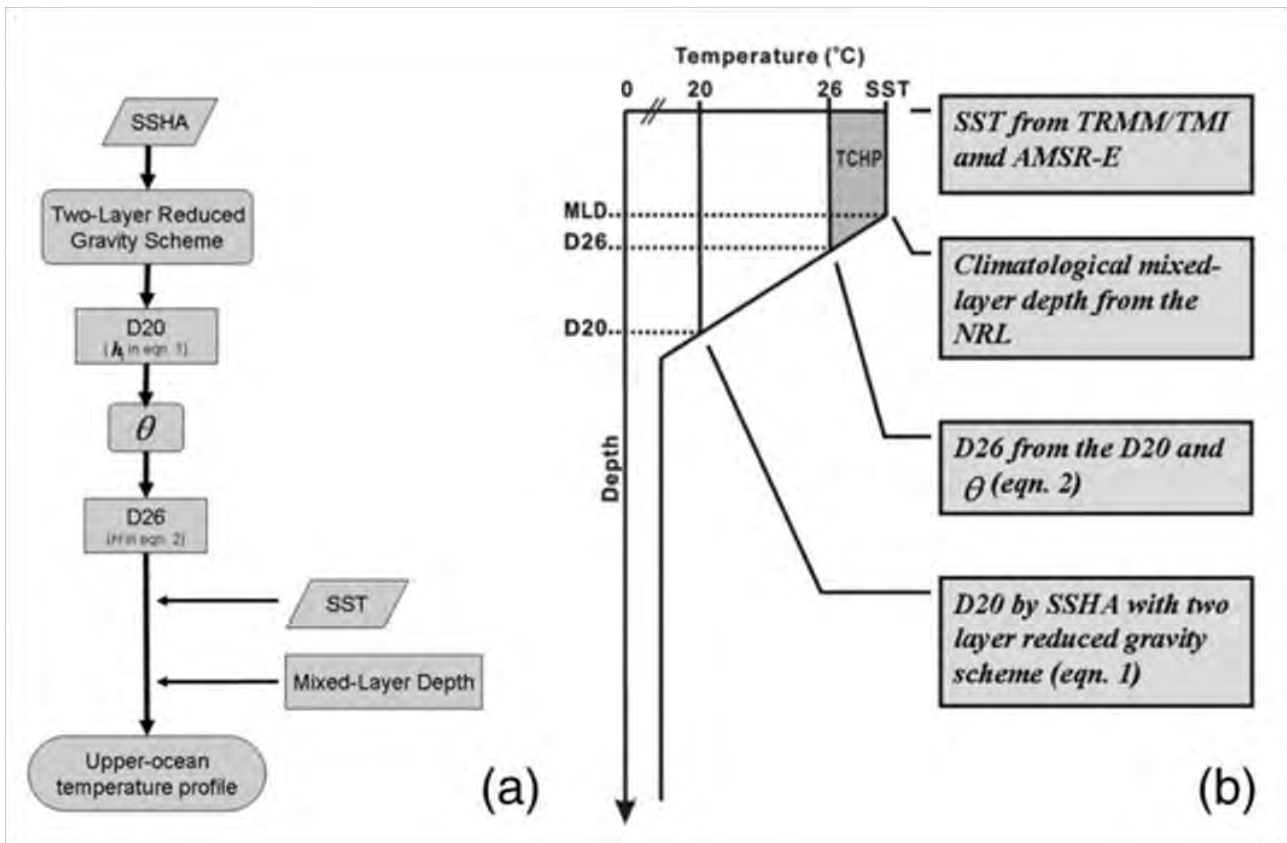 SSHA
Two-Layer Reduced
Gravity Scheme
D20
( h₁ in eqn. 1)
θ
D26
(H in eqn. 2)
SST
Mixed-Layer Depth
Upper-ocean
temperature profile
(a)
Temperature (°C)
0 20 26 SST
TCHP
MLD
D26
D20
Depth
SST from TRMM/TMI
amd AMSR-E
Climatological mixed-
layer depth from the
NRL
D26 from the D20 and
θ (eqn. 2)
D20 by SSHA with two
layer reduced gravity
scheme (eqn. 1)
(b)